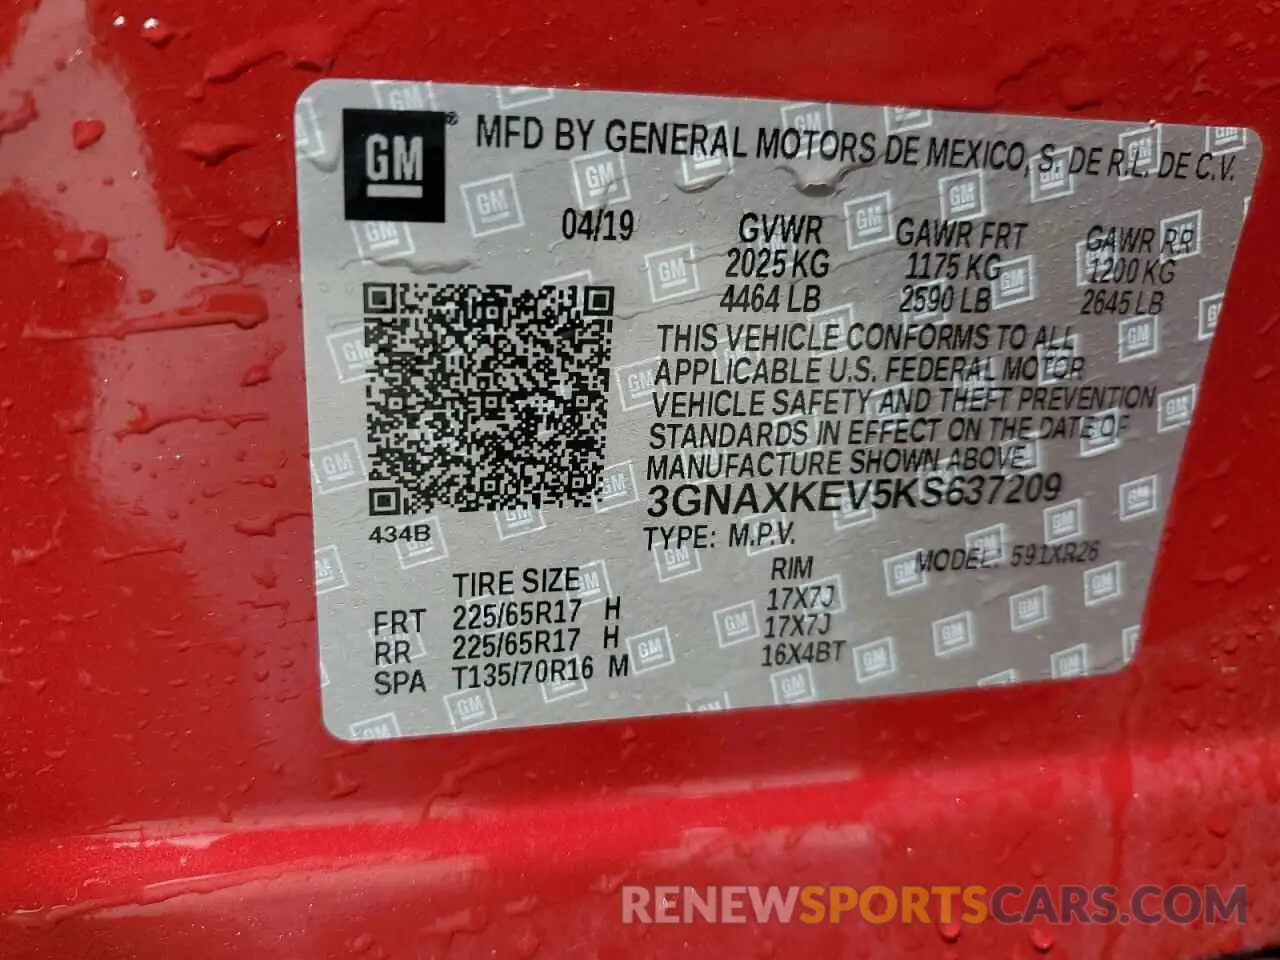 GM® MFD BY GENERAL MOTORS DE MEXICO, S. DE R.L. DE C.V.
04/19 GVWR GAWR FRT GAWR RR
2025 KG 1175 KG 1200 KG
4464 LB 2590 LB 2645 LB
THIS VEHICLE CONFORMS TO ALL
APPLICABLE U.S. FEDERAL MOTOR
VEHICLE SAFETY AND THEFT PREVENTION
STANDARDS IN EFFECT ON THE DATE OF
MANUFACTURE SHOWN ABOVE.
3GNAXKEV5KS637209
434B
TYPE: M.P.V. MODEL: 591XR26
TIRE SIZE RIM
FRT 225/65R17 H 17X7J
RR 225/65R17 H 17X7J
SPA T135/70R16 M 16X4BT
RENEWSPORTSCARS.COM